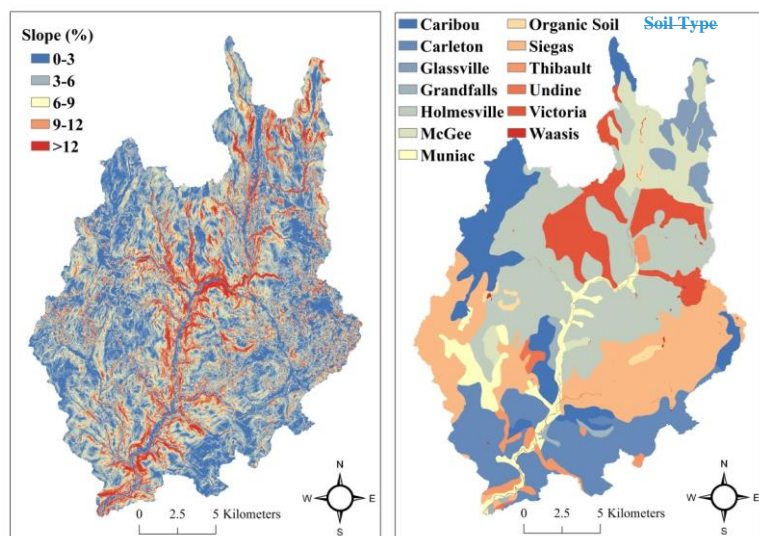 Slope (%)
0-3
3-6
6-9
9-12
>12
N
W E
S
0 2.5 5 Kilometers
Soil Type
Caribou
Carleton
Glassville
Grandfalls
Holmesville
McGee
Muniac
Organic Soil
Siegas
Thibault
Undine
Victoria
Waasis
N
W E
S
0 2.5 5 Kilometers